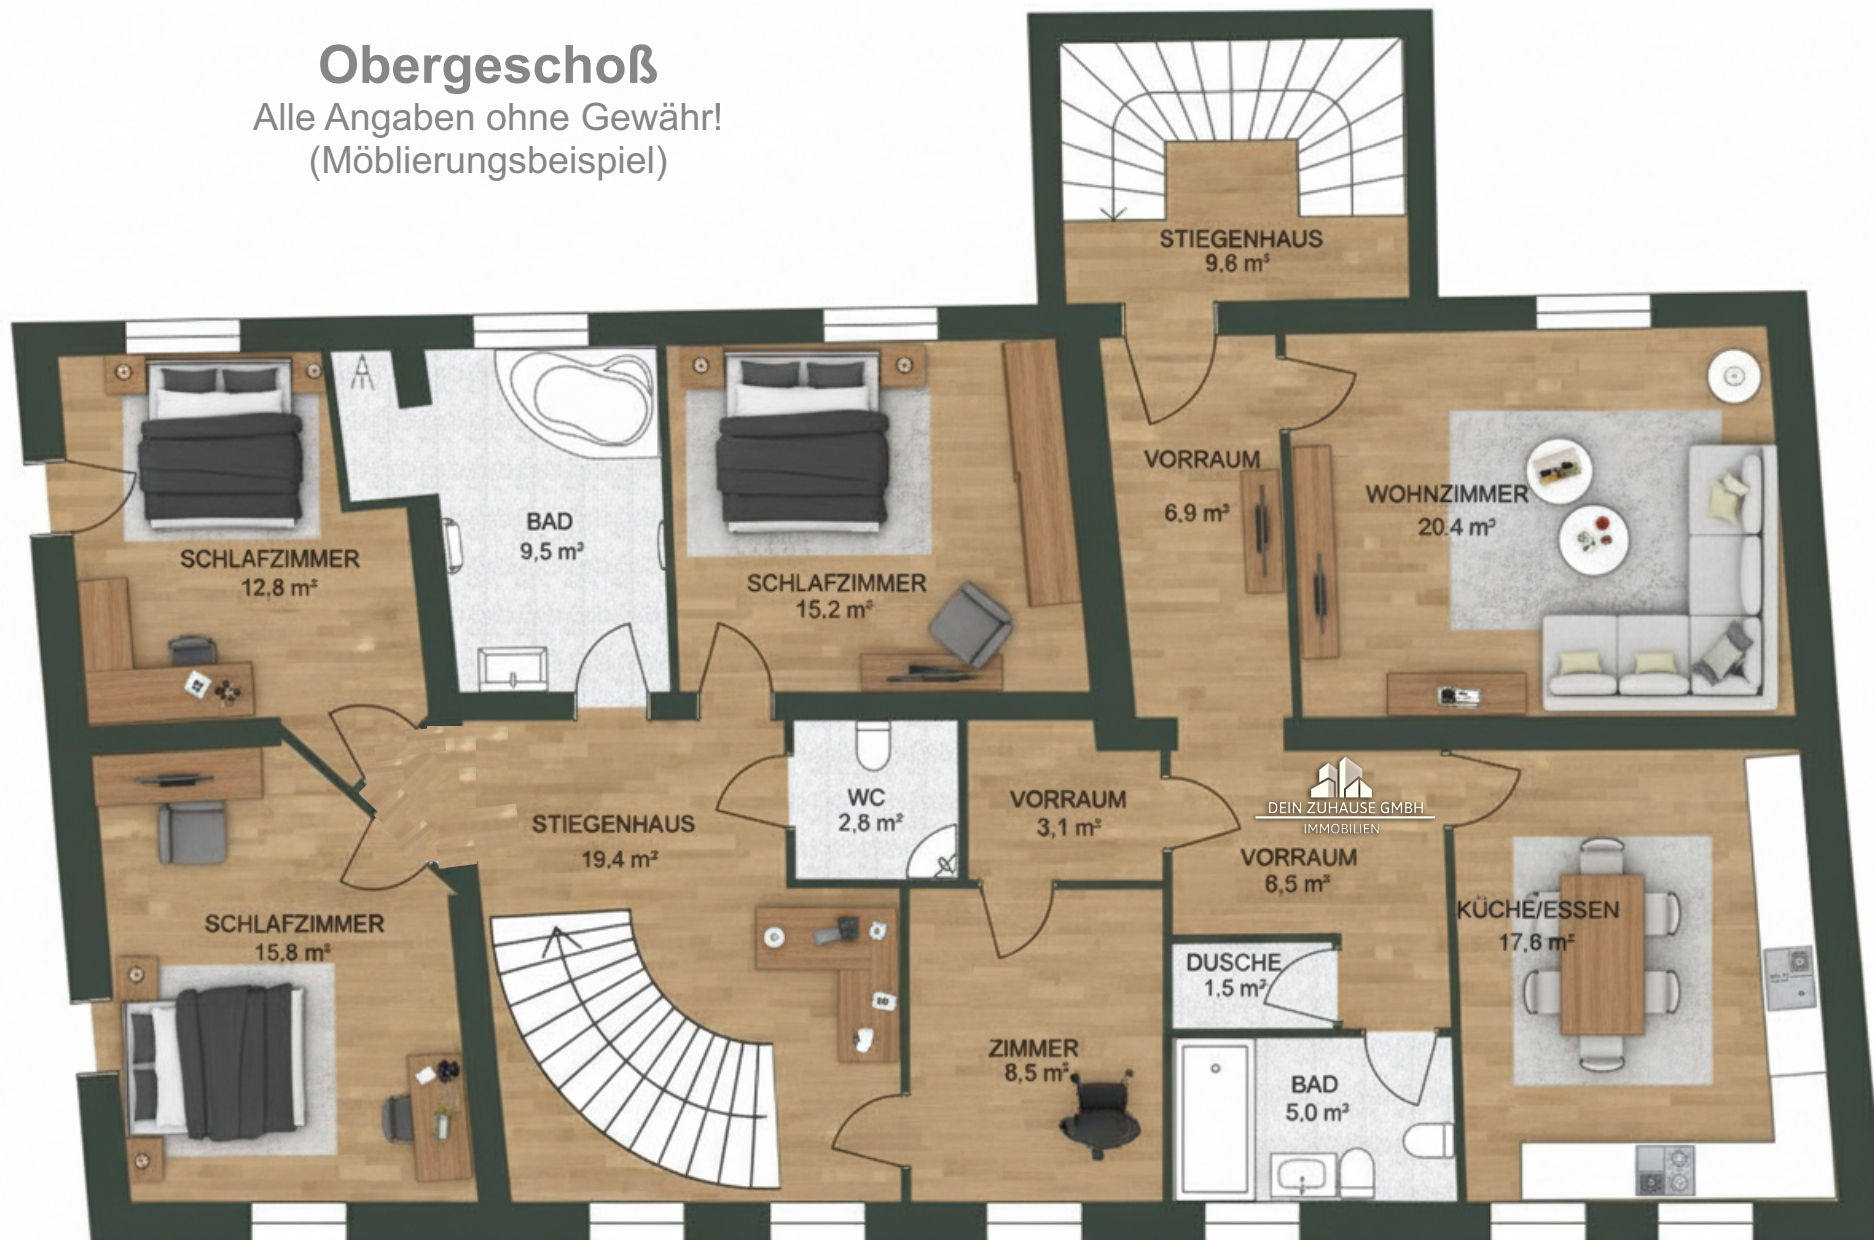 Obergeschoß
Alle Angaben ohne Gewähr!
(Möblierungsbeispiel)
STIEGENHAUS
9.6 m²
SCHLAFZIMMER
12.8 m²
BAD
9,5 m²
SCHLAFZIMMER
15.2 m²
VORRAUM
6.9 m²
WOHNZIMMER
20.4 m²
STIEGENHAUS
19,4 m²
WC
2,8 m²
VORRAUM
3,1 m²
DEIN ZUHAUSE GMBH
IMMOBILIEN
VORRAUM
6,5 m²
SCHLAFZIMMER
15.8 m²
KÜCHE/ESSEN
17,6 m²
DUSCHE
1,5 m²
ZIMMER
8,5 m²
BAD
5,0 m²